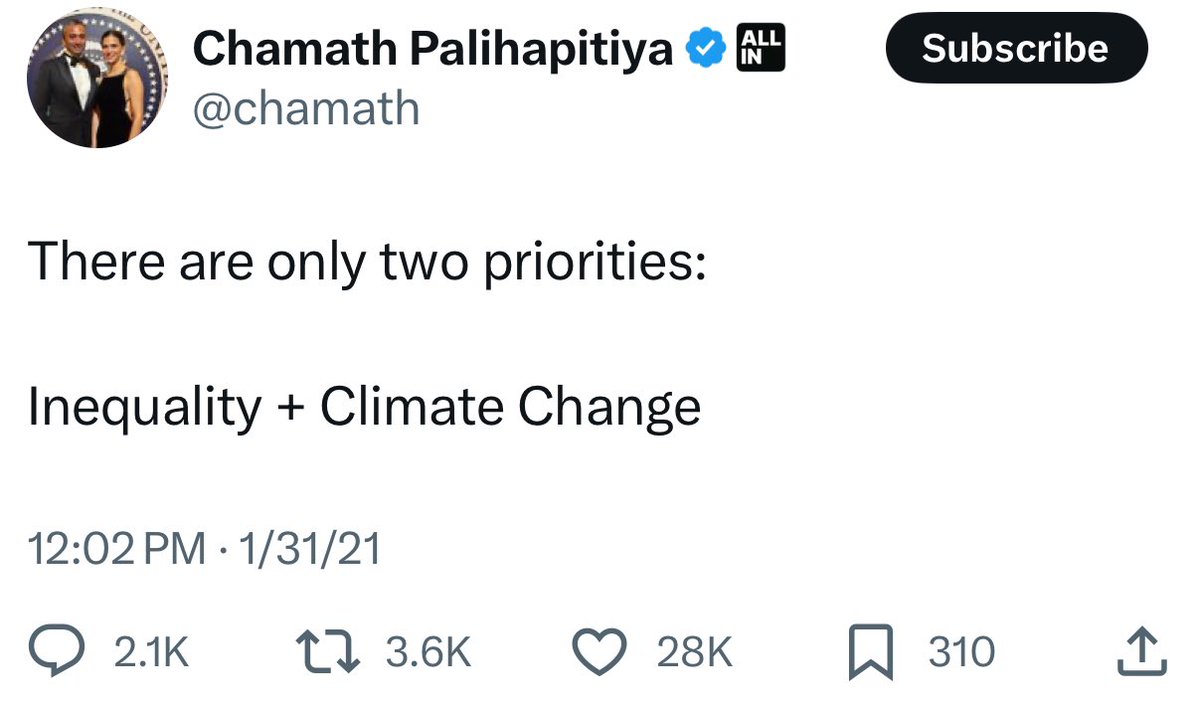 Chamath Palihapitiya ALL IN
Subscribe
@chamath
There are only two priorities:
Inequality + Climate Change
12:02 PM · 1/31/21
2.1K 3.6K 28K 310